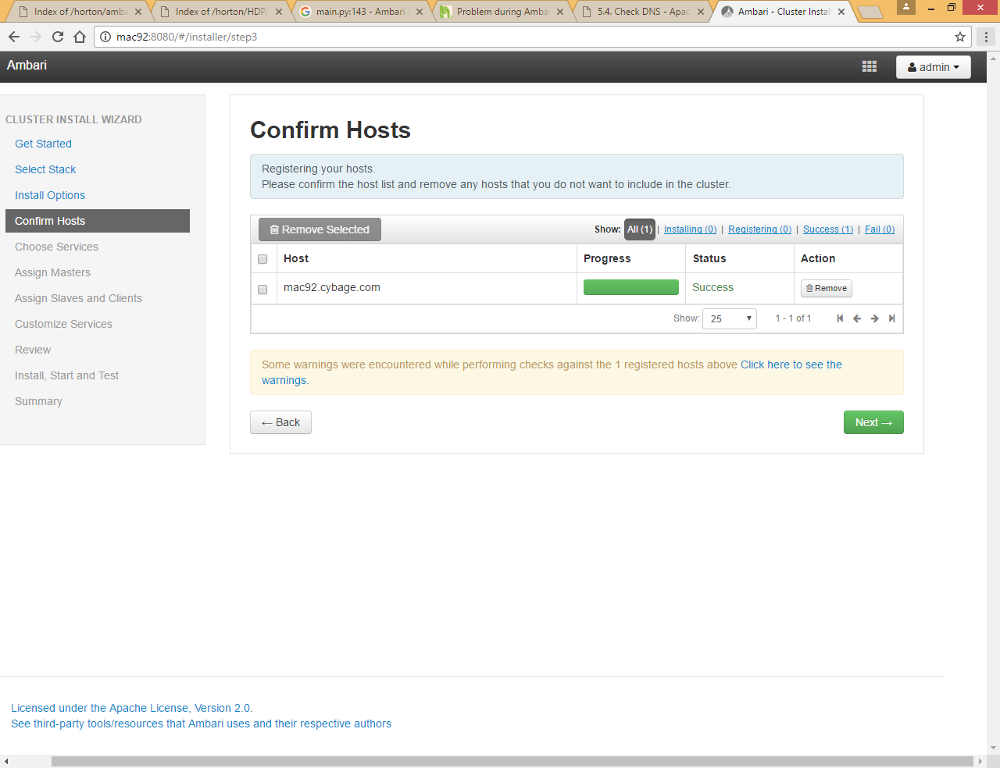 Index of /horton/amba
Index of /horton/HDP
main.py:143 - Ambari
Problem during Amba
5.4. Check DNS - Apac
Ambari - Cluster Instal
mac92:8080/#/installer/step3
Ambari
admin
CLUSTER INSTALL WIZARD
Get Started
Select Stack
Install Options
Confirm Hosts
Choose Services
Assign Masters
Assign Slaves and Clients
Customize Services
Review
Install, Start and Test
Summary
Confirm Hosts
Registering your hosts.
Please confirm the host list and remove any hosts that you do not want to include in the cluster.
Remove Selected
Show: All (1) | Installing (0) | Registering (0) | Success (1) | Fail (0)
Host Progress Status Action
mac92.cybage.com Success Remove
Show: 25 1 - 1 of 1
Some warnings were encountered while performing checks against the 1 registered hosts above Click here to see the
warnings.
← Back
Next →
Licensed under the Apache License, Version 2.0.
See third-party tools/resources that Ambari uses and their respective authors